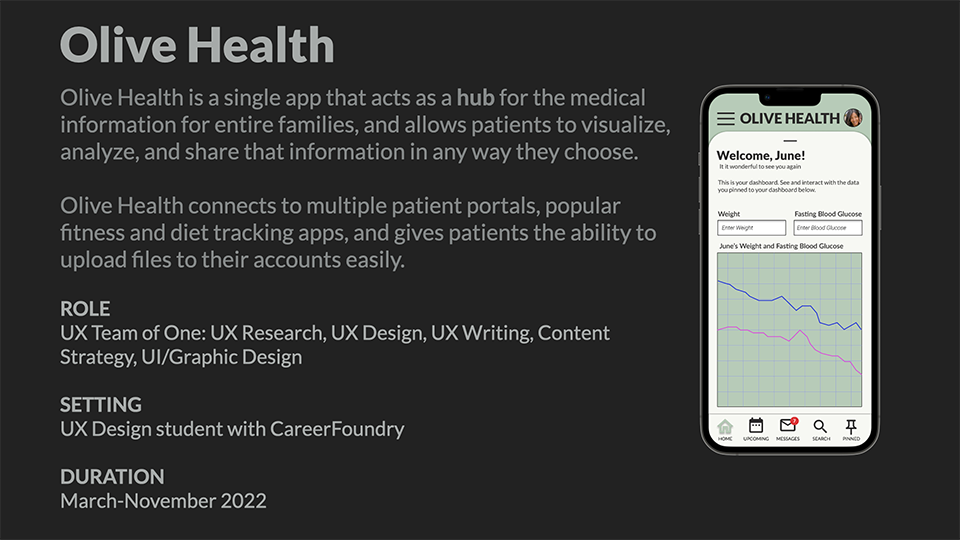 Olive Health
Olive Health is a single app that acts as a hub for the medical
information for entire families, and allows patients to visualize,
analyze, and share that information in any way they choose.
Olive Health connects to multiple patient portals, popular
fitness and diet tracking apps, and gives patients the ability to
upload files to their accounts easily.
ROLE
UX Team of One: UX Research, UX Design, UX Writing, Content
Strategy, UI/Graphic Design
SETTING
UX Design student with CareerFoundry
DURATION
March-November 2022
OLIVE HEALTH
Welcome, June!
It it wonderful to see you again
This is your dashboard. See and interact with the data
you pinned to your dashboard below.
Weight Fasting Blood Glucose
Enter Weight Enter Blood Glucose
June's Weight and Fasting Blood Glucose
HOME UPCOMING MESSAGES SEARCH PINNED